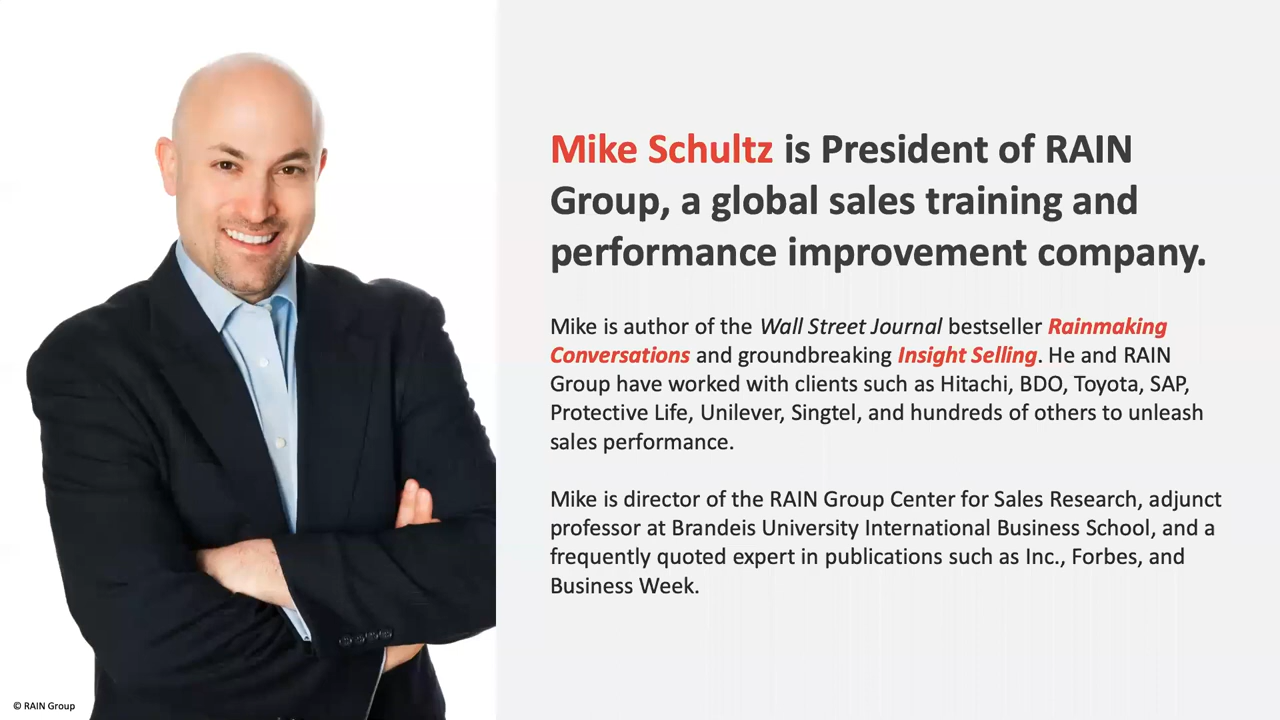 Mike Schultz is President of RAIN
Group, a global sales training and
performance improvement company.
Mike is author of the Wall Street Journal bestseller Rainmaking
Conversations and groundbreaking Insight Selling. He and RAIN
Group have worked with clients such as Hitachi, BDO, Toyota, SAP,
Protective Life, Unilever, Singtel, and hundreds of others to unleash
sales performance.
Mike is director of the RAIN Group Center for Sales Research, adjunct
professor at Brandeis University International Business School, and a
frequently quoted expert in publications such as Inc., Forbes, and
Business Week.
© RAIN Group